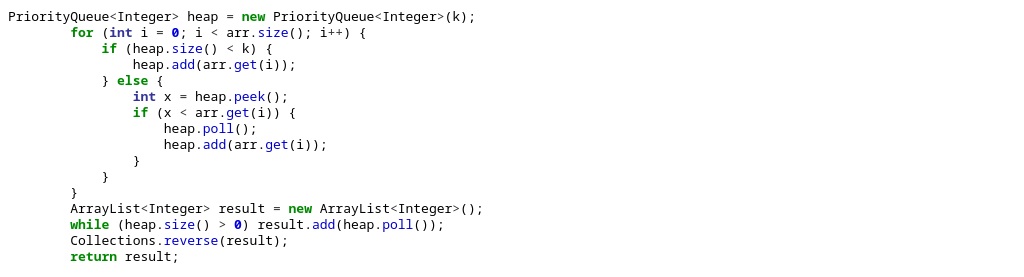 PriorityQueue<Integer> heap = new PriorityQueue<Integer>(k);
        for (int i = 0; i < arr.size(); i++) {
            if (heap.size() < k) {
                heap.add(arr.get(i));
            } else {
                int x = heap.peek();
                if (x < arr.get(i)) {
                    heap.poll();
                    heap.add(arr.get(i));
                }
            }
        }
        ArrayList<Integer> result = new ArrayList<Integer>();
        while (heap.size() > 0) result.add(heap.poll());
        Collections.reverse(result);
        return result;